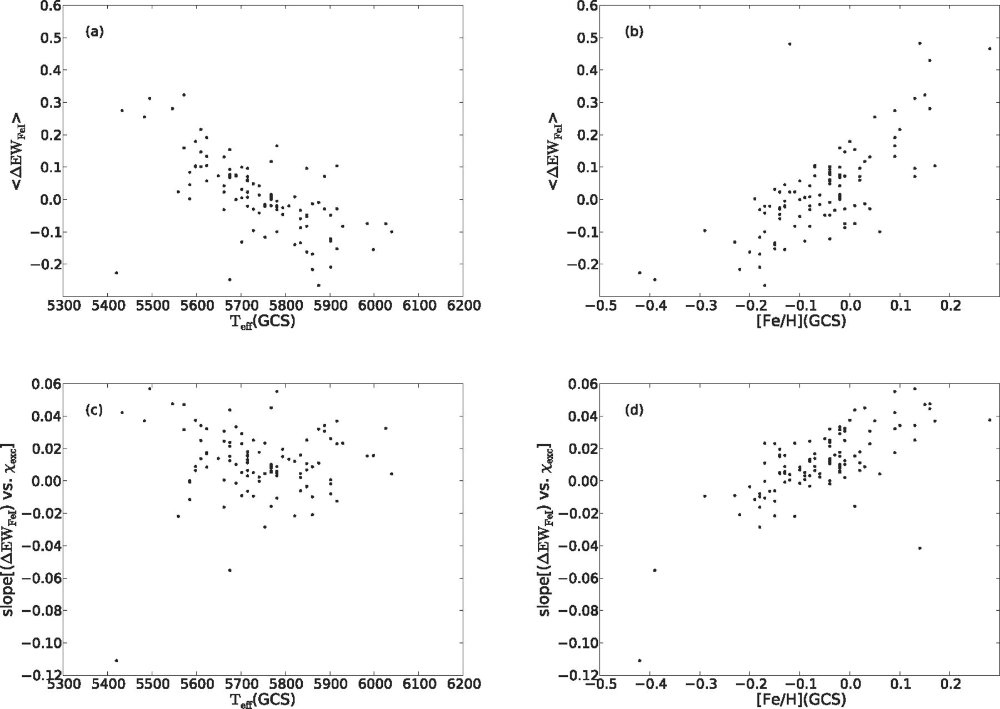 (a)
0.6
0.5
0.4
0.3
0.2
0.1
0.0
−0.1
−0.2
<ΔEW_FeI>
5300 5400 5500 5600 5700 5800 5900 6000 6100 6200
T_eff(GCS)
(b)
0.6
0.5
0.4
0.3
0.2
0.1
0.0
−0.1
−0.2
<ΔEW_FeI>
−0.5 −0.4 −0.3 −0.2 −0.1 0.0 0.1 0.2
[Fe/H](GCS)
(c)
0.06
0.04
0.02
0.00
−0.02
−0.04
−0.06
−0.08
−0.10
−0.12
slope[(ΔEW_FeI) vs. χ_exc]
5300 5400 5500 5600 5700 5800 5900 6000 6100 6200
T_eff(GCS)
(d)
0.06
0.04
0.02
0.00
−0.02
−0.04
−0.06
−0.08
−0.10
−0.12
slope[(ΔEW_FeI) vs. χ_exc]
−0.5 −0.4 −0.3 −0.2 −0.1 0.0 0.1 0.2
[Fe/H](GCS)